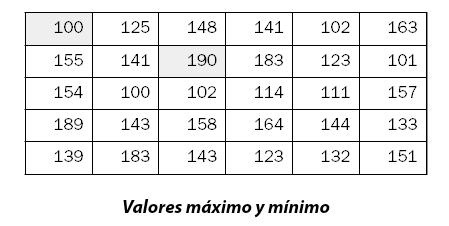 100 125 148 141 102 163
155 141 190 183 123 101
154 100 102 114 111 157
189 143 158 164 144 133
139 183 143 123 132 151
Valores máximo y mínimo